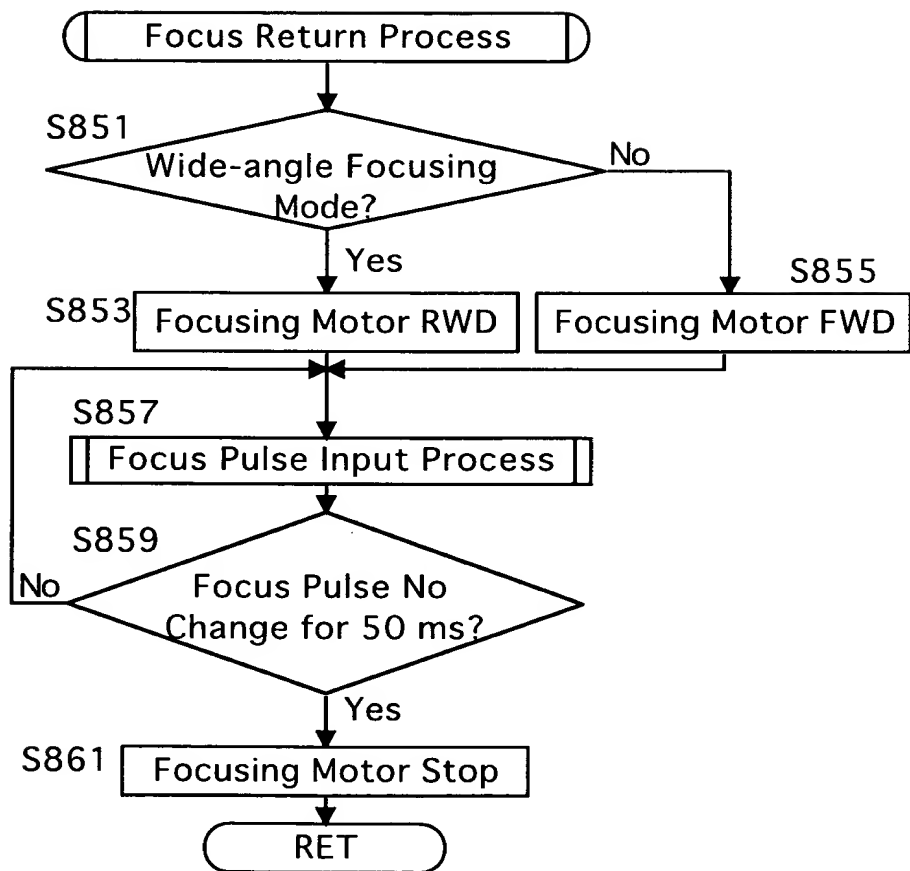 Focus Return Process
S851
Wide-angle Focusing
Mode?
No
Yes
S855
S853
Focusing Motor RWD
Focusing Motor FWD
S857
Focus Pulse Input Process
S859
No
Focus Pulse No
Change for 50 ms?
Yes
S861
Focusing Motor Stop
RET